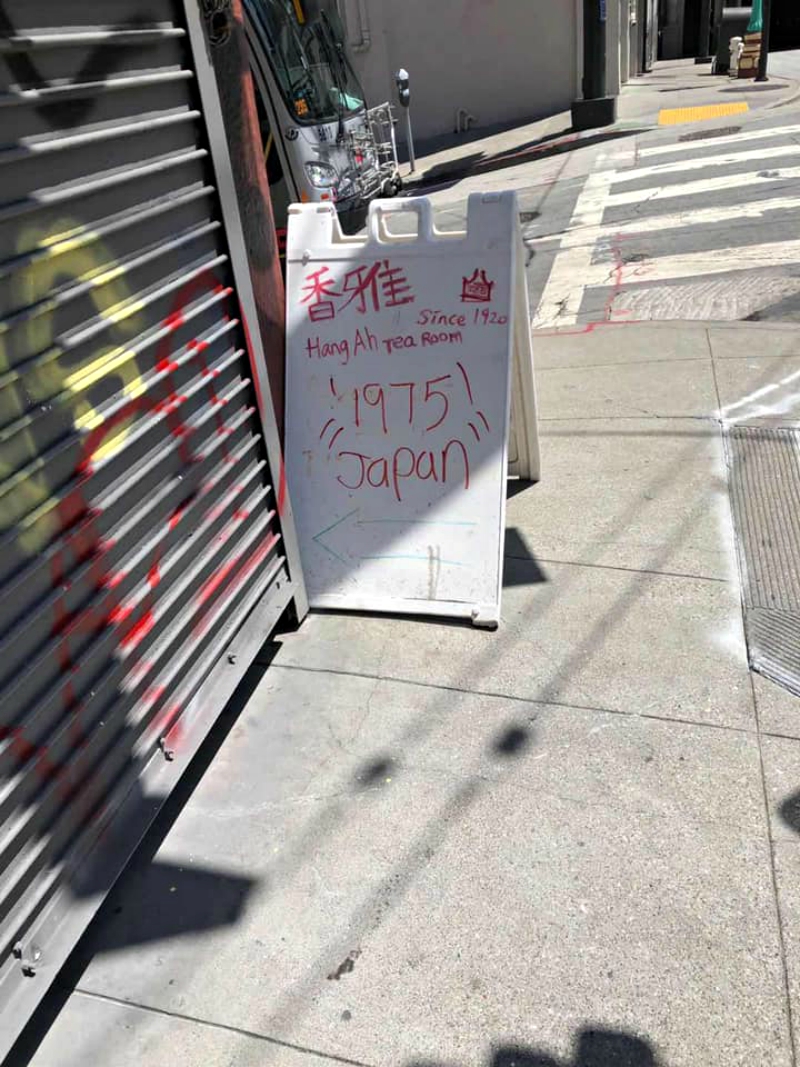 香雅
Since 1920
Hang Ah Tea Room
1975
Japan